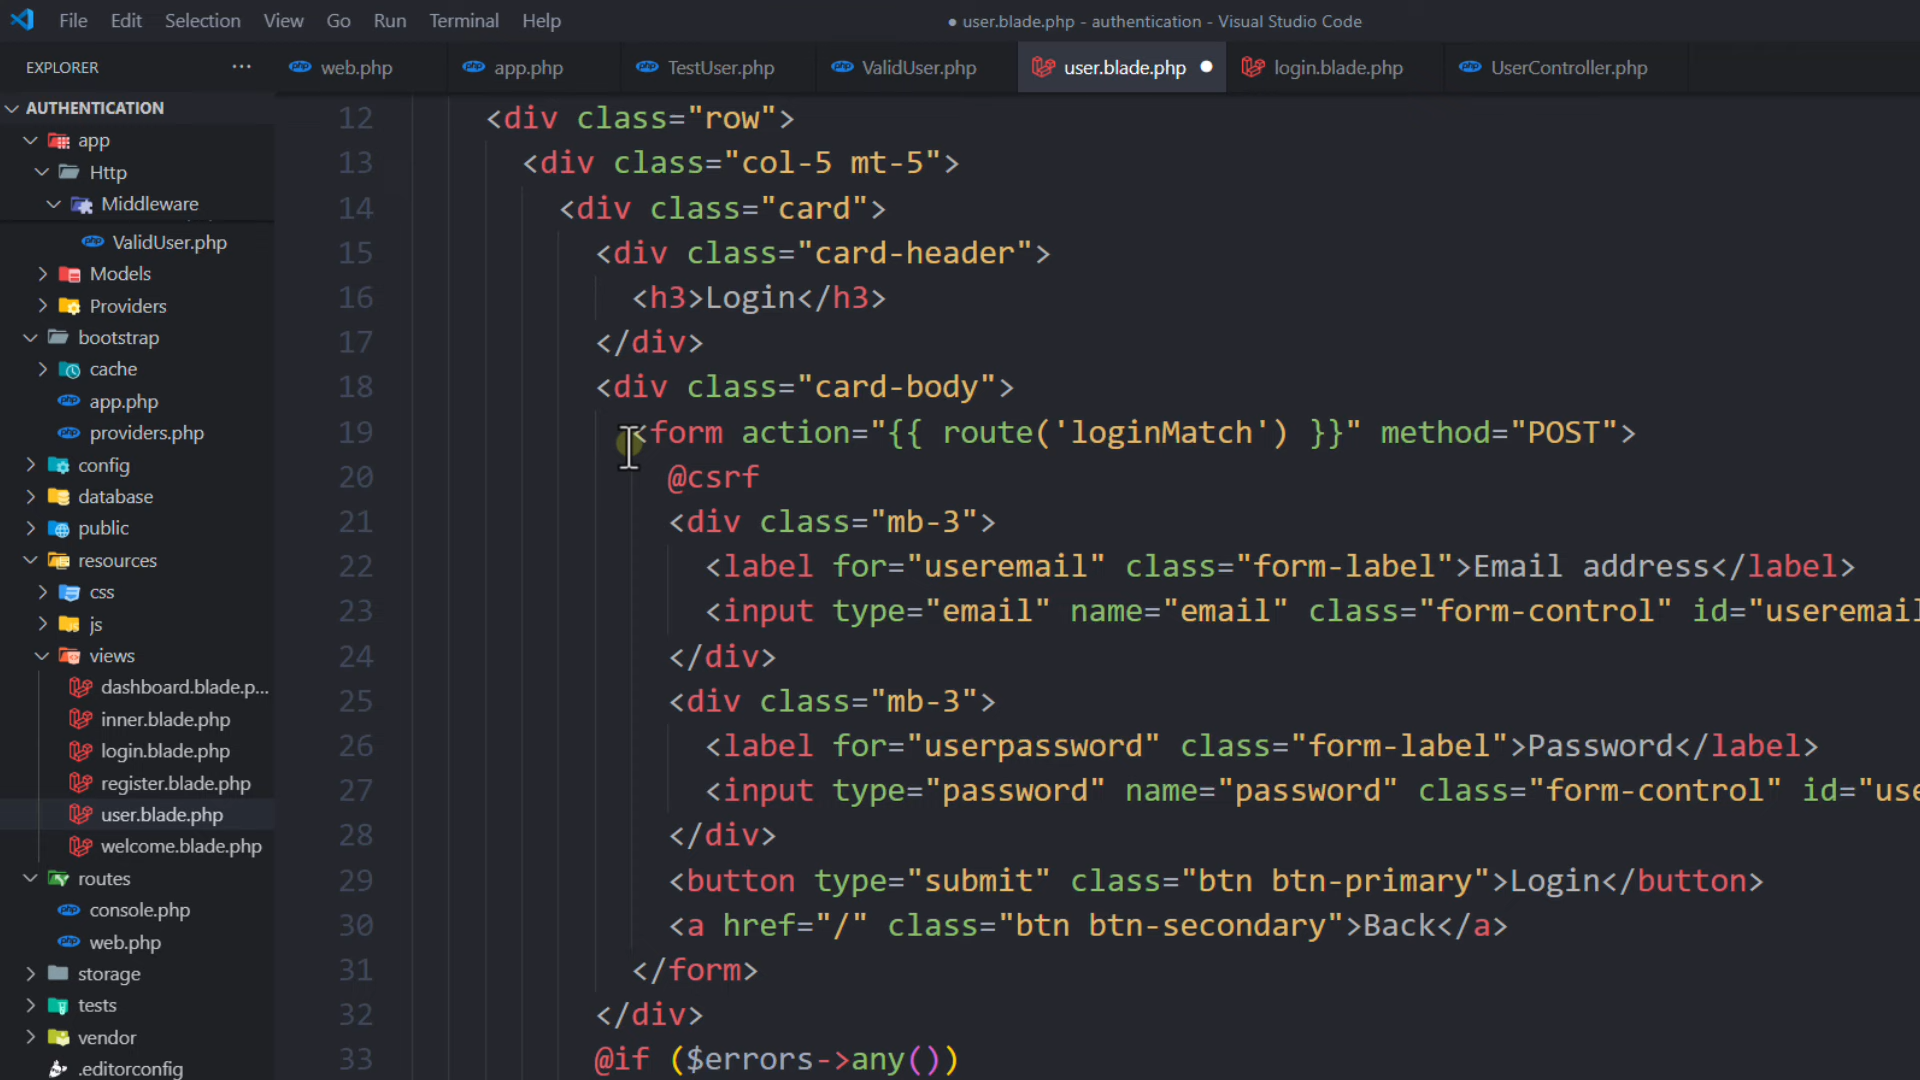 File Edit Selection View Go Run Terminal Help
● user.blade.php - authentication - Visual Studio Code
EXPLORER ···
web.php app.php TestUser.php ValidUser.php user.blade.php ● login.blade.php UserController.php
AUTHENTICATION
app
Http
Middleware
ValidUser.php
Models
Providers
bootstrap
cache
app.php
providers.php
config
database
public
resources
css
js
views
dashboard.blade.p...
inner.blade.php
login.blade.php
register.blade.php
user.blade.php
welcome.blade.php
routes
console.php
web.php
storage
tests
vendor
.editorconfig
12 <div class="row">
13 <div class="col-5 mt-5">
14 <div class="card">
15 <div class="card-header">
16 <h3>Login</h3>
17 </div>
18 <div class="card-body">
19 <form action="{{ route('loginMatch') }}" method="POST">
20 @csrf
21 <div class="mb-3">
22 <label for="useremail" class="form-label">Email address</label>
23 <input type="email" name="email" class="form-control" id="useremail
24 </div>
25 <div class="mb-3">
26 <label for="userpassword" class="form-label">Password</label>
27 <input type="password" name="password" class="form-control" id="use
28 </div>
29 <button type="submit" class="btn btn-primary">Login</button>
30 <a href="/" class="btn btn-secondary">Back</a>
31 </form>
32 </div>
33 @if ($errors->any())